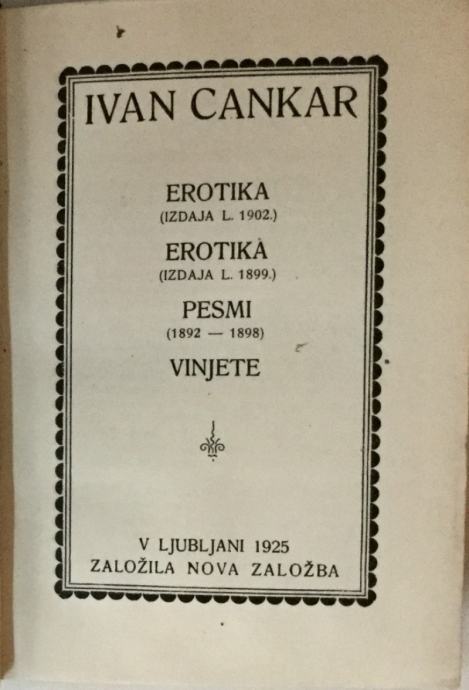 IVAN CANKAR
EROTIKA
(IZDAJA L. 1902.)
EROTIKA
(IZDAJA L. 1899.)
PESMI
(1892 — 1898)
VINJETE
V LJUBLJANI 1925
ZALOŽILA NOVA ZALOŽBA